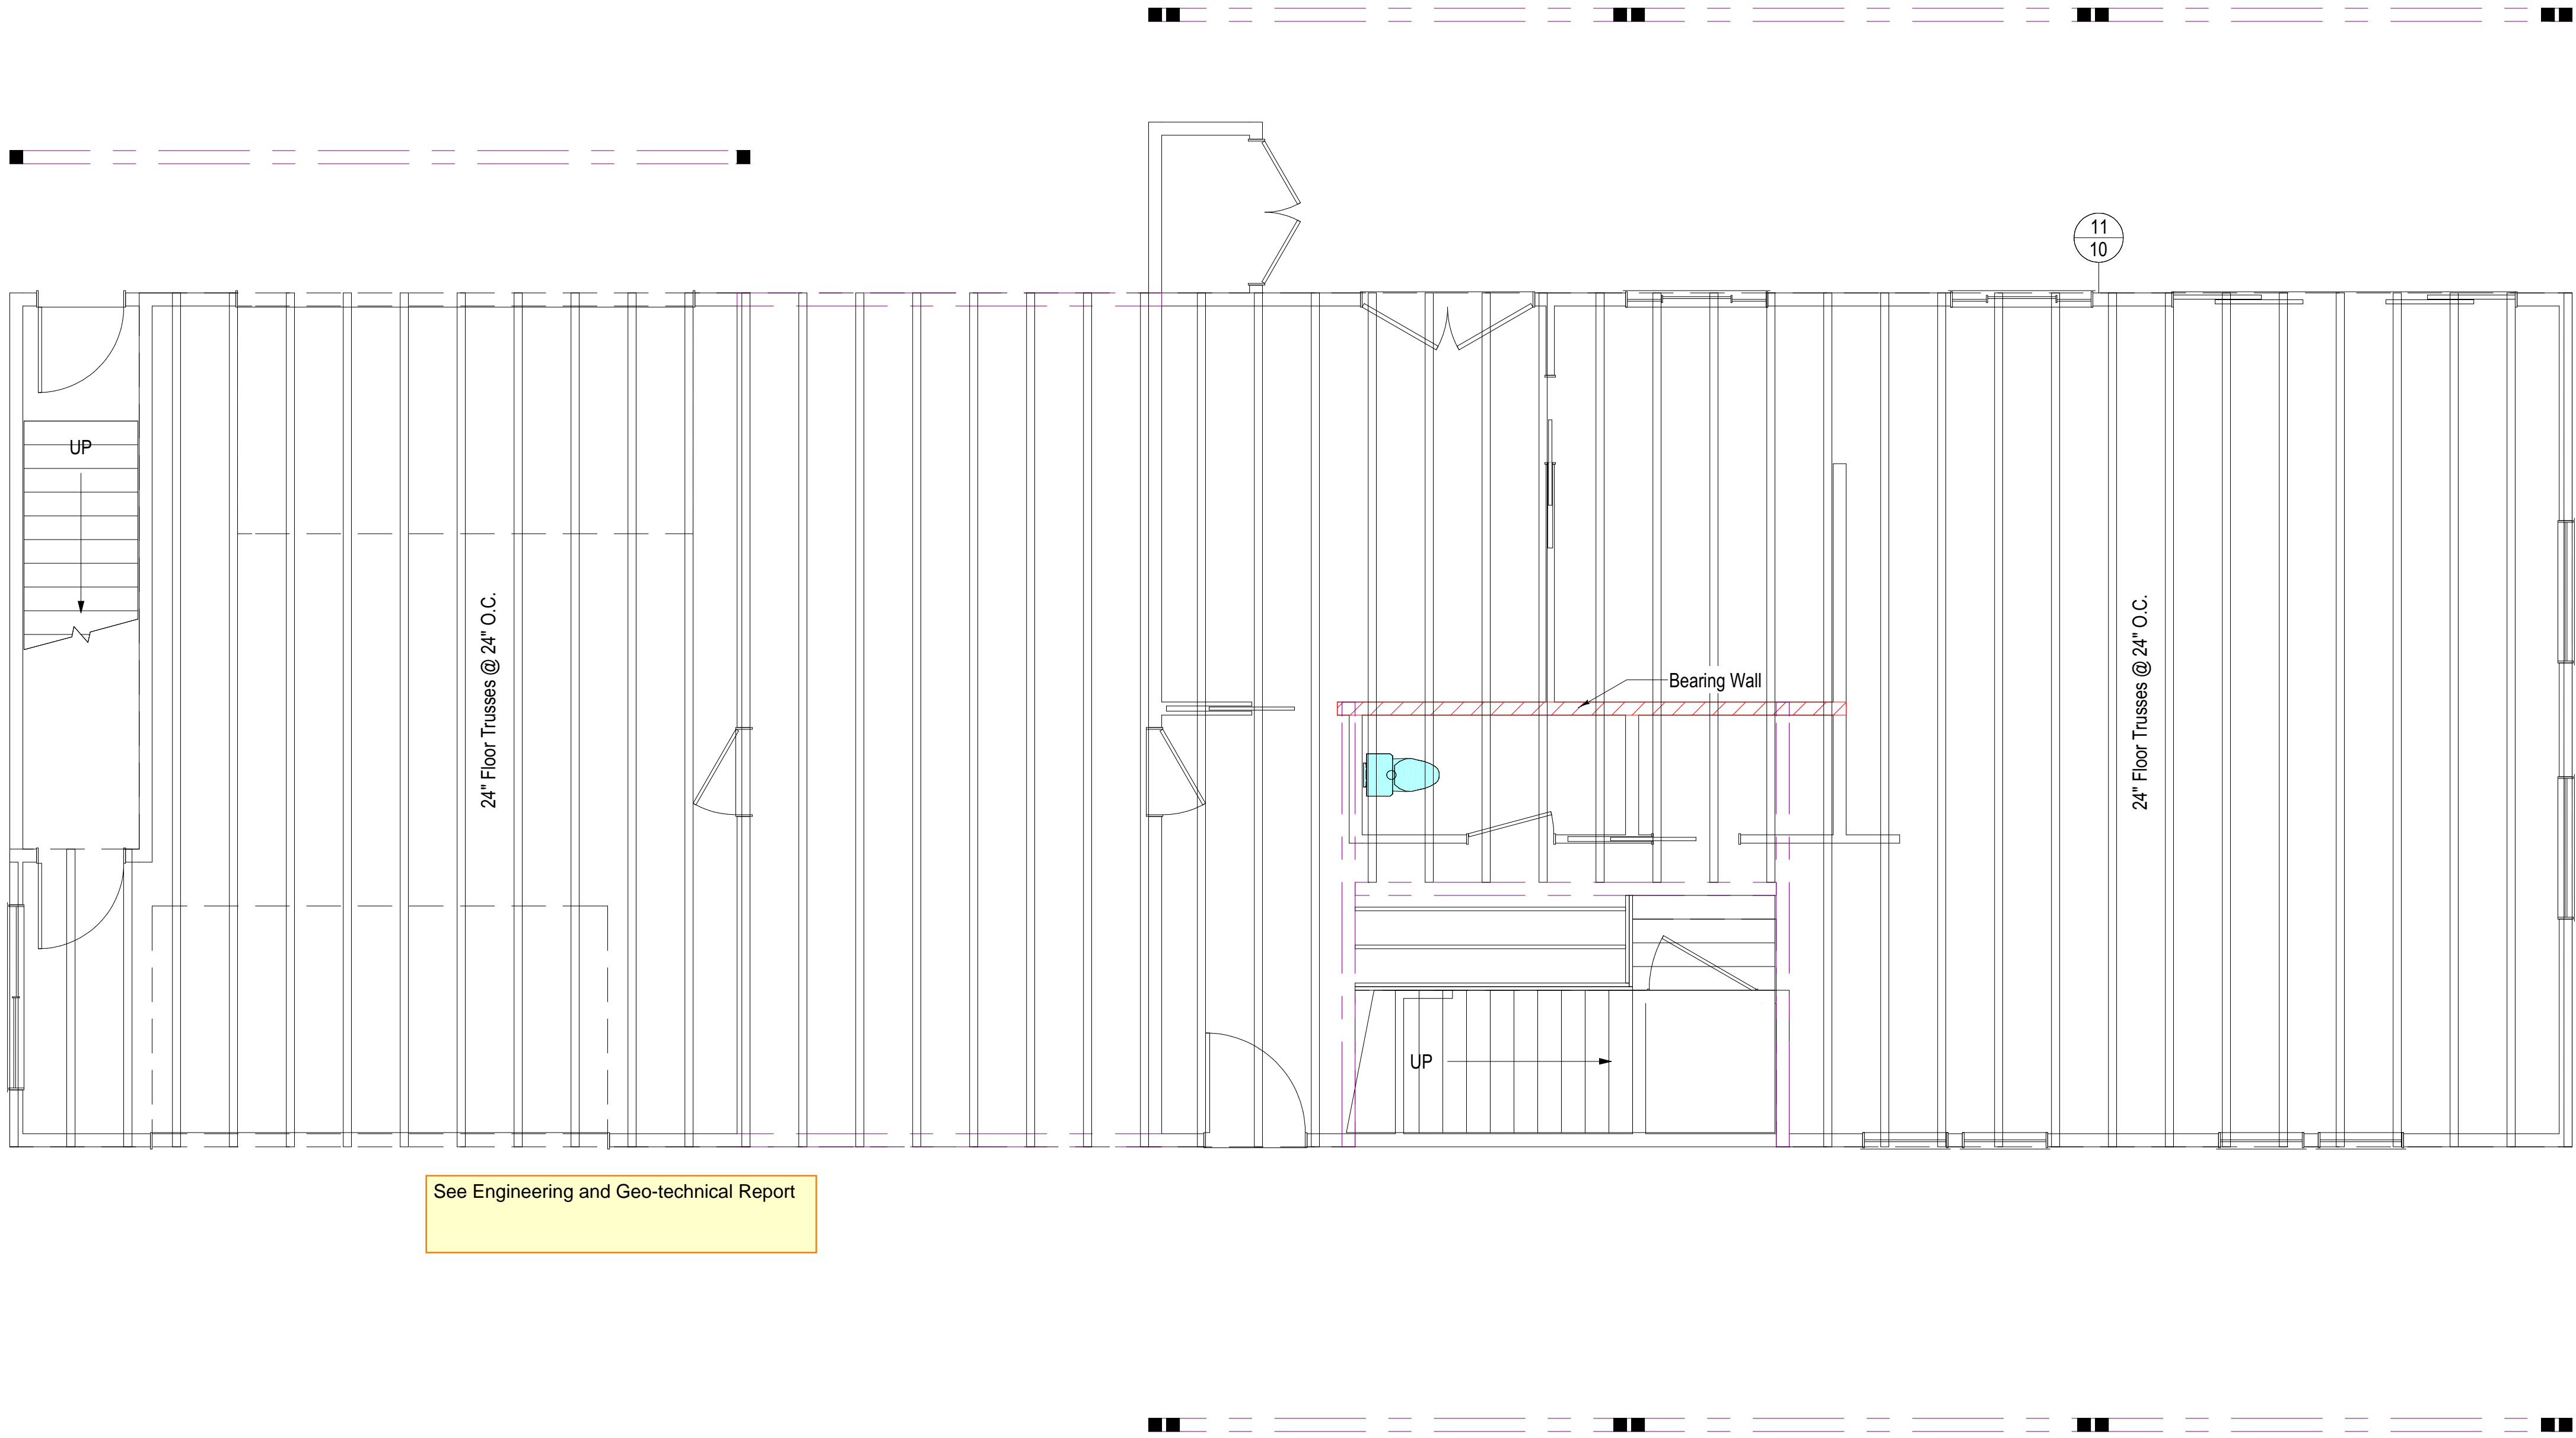 11
10
UP
24" Floor Trusses @ 24" O.C.
24" Floor Trusses @ 24" O.C.
Bearing Wall
UP
See Engineering and Geo-technical Report